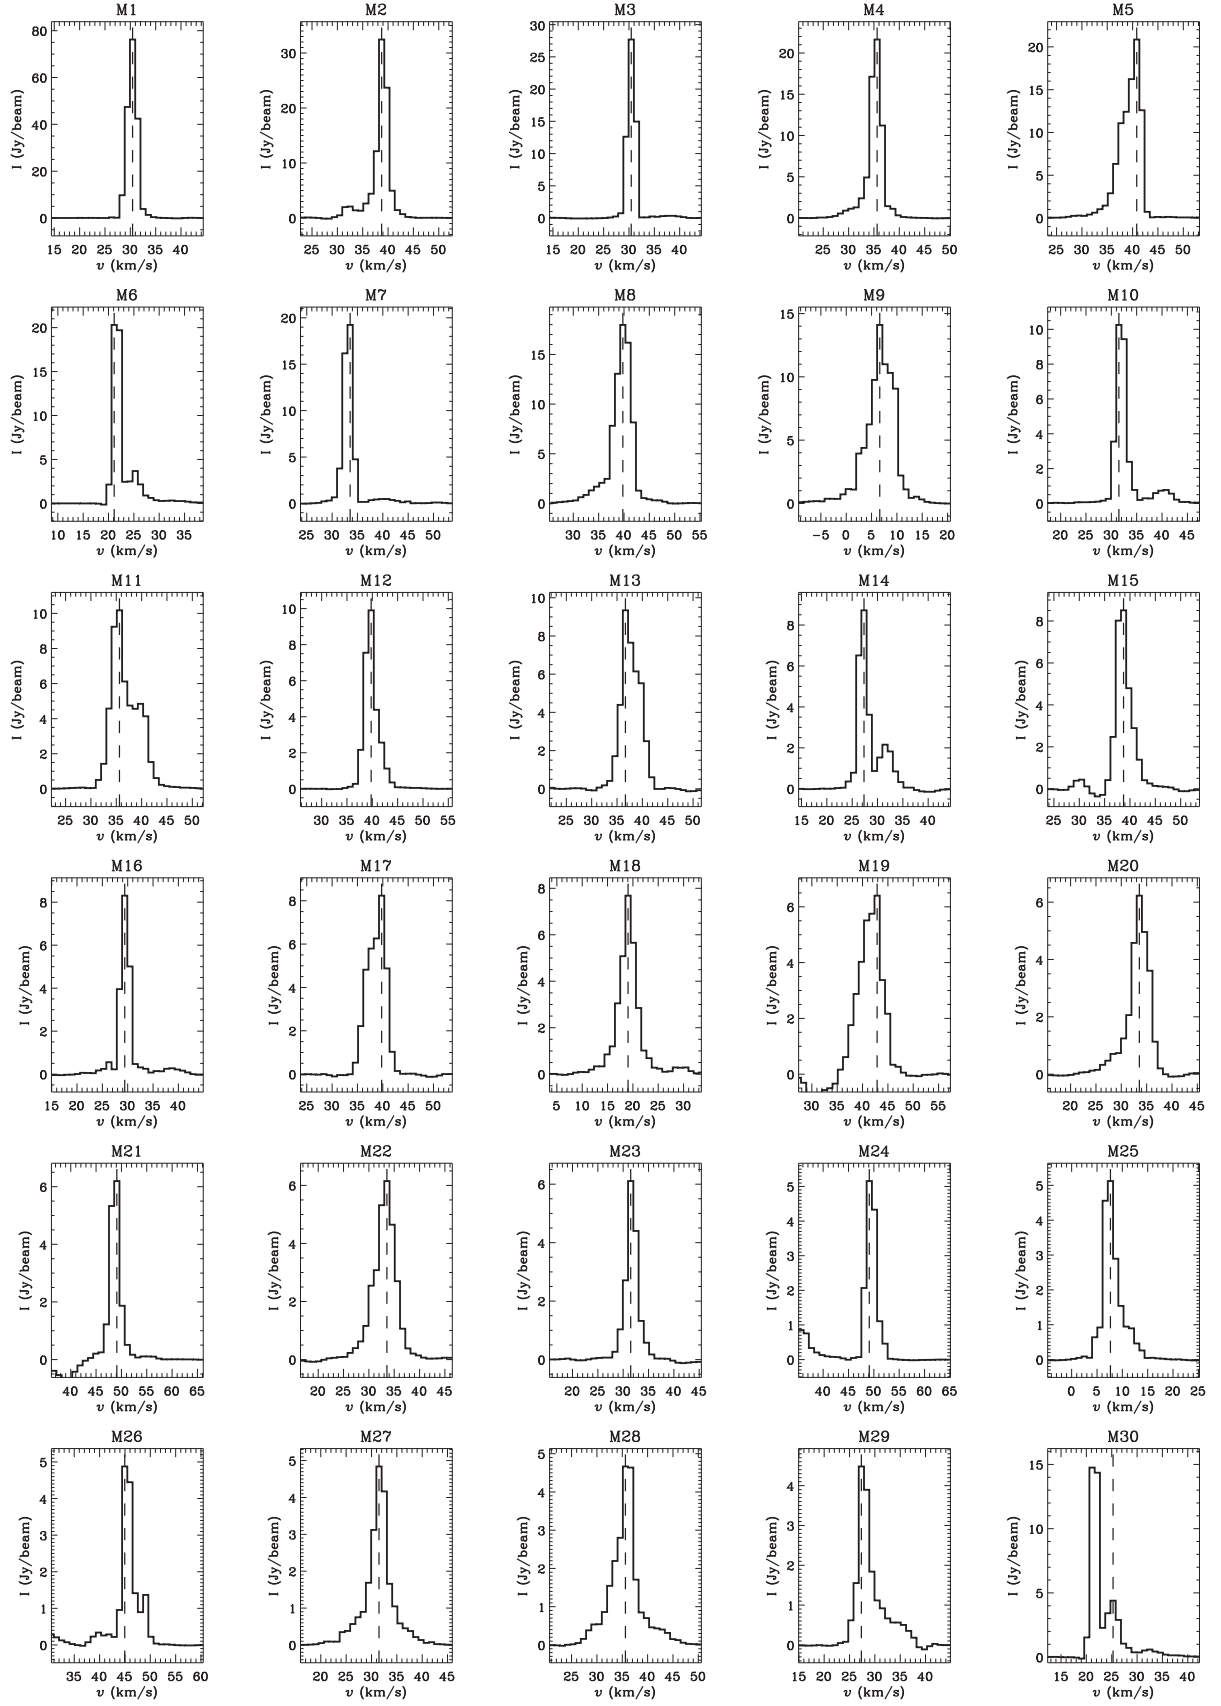 M1 M2 M3 M4 M5
80 60 40 20 0 I (Jy/beam) 30 20 10 0 I (Jy/beam) 30 25 20 15 10 5 0 I (Jy/beam) 20 15 10 5 0 I (Jy/beam) 20 15 10 5 0 I (Jy/beam)
15 20 25 30 35 40 25 30 35 40 45 50 15 20 25 30 35 40 25 30 35 40 45 50 25 30 35 40 45 50
v (km/s) v (km/s) v (km/s) v (km/s) v (km/s)
M6 M7 M8 M9 M10
20 15 10 5 0 I (Jy/beam) 20 15 10 5 0 I (Jy/beam) 15 10 5 0 I (Jy/beam) 15 10 5 0 I (Jy/beam) 10 8 6 4 2 0 I (Jy/beam)
10 15 20 25 30 35 25 30 35 40 45 50 30 35 40 45 50 55 -5 0 5 10 15 20 20 25 30 35 40 45
v (km/s) v (km/s) v (km/s) v (km/s) v (km/s)
M11 M12 M13 M14 M15
10 8 6 4 2 0 I (Jy/beam) 10 8 6 4 2 0 I (Jy/beam) 10 8 6 4 2 0 I (Jy/beam) 8 6 4 2 0 I (Jy/beam) 8 6 4 2 0 I (Jy/beam)
25 30 35 40 45 50 30 35 40 45 50 55 25 30 35 40 45 50 15 20 25 30 35 40 25 30 35 40 45 50
v (km/s) v (km/s) v (km/s) v (km/s) v (km/s)
M16 M17 M18 M19 M20
8 6 4 2 0 I (Jy/beam) 8 6 4 2 0 I (Jy/beam) 8 6 4 2 0 I (Jy/beam) 6 4 2 0 I (Jy/beam) 6 4 2 0 I (Jy/beam)
15 20 25 30 35 40 25 30 35 40 45 50 5 10 15 20 25 30 30 35 40 45 50 55 20 25 30 35 40 45
v (km/s) v (km/s) v (km/s) v (km/s) v (km/s)
M21 M22 M23 M24 M25
6 4 2 0 I (Jy/beam) 6 4 2 0 I (Jy/beam) 6 4 2 0 I (Jy/beam) 5 4 3 2 1 0 I (Jy/beam) 5 4 3 2 1 0 I (Jy/beam)
40 45 50 55 60 65 20 25 30 35 40 45 20 25 30 35 40 45 40 45 50 55 60 65 0 5 10 15 20 25
v (km/s) v (km/s) v (km/s) v (km/s) v (km/s)
M26 M27 M28 M29 M30
5 4 3 2 1 0 I (Jy/beam) 5 4 3 2 1 0 I (Jy/beam) 5 4 3 2 1 0 I (Jy/beam) 4 3 2 1 0 I (Jy/beam) 15 10 5 0 I (Jy/beam)
35 40 45 50 55 60 20 25 30 35 40 45 25 30 35 40 45 50 15 20 25 30 35 40 15 20 25 30 35 40
v (km/s) v (km/s) v (km/s) v (km/s) v (km/s)